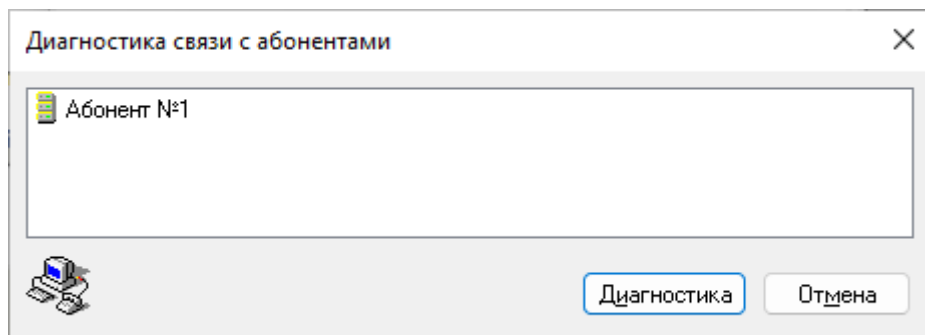 Диагностика связи с абонентами
Абонент №1
Диагностика
Отмена